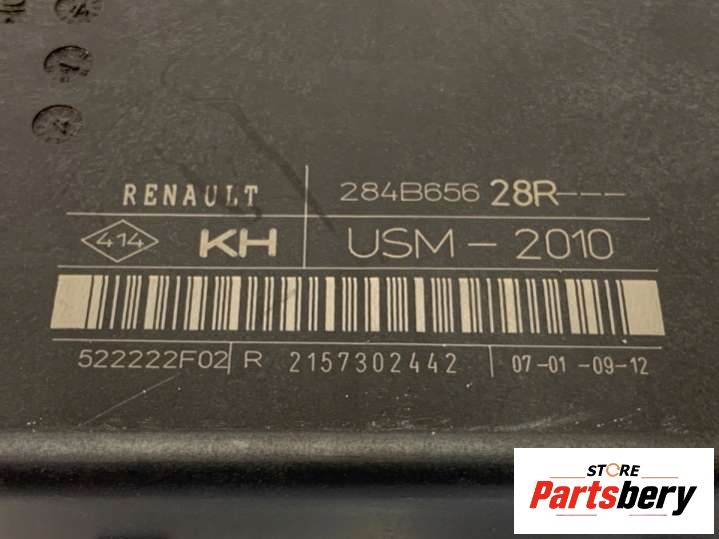 RENAULT 284B656 28R---
414 KH USM - 2010
522222F02 R 2157302442 07-01-09-12
STORE
Partsbery